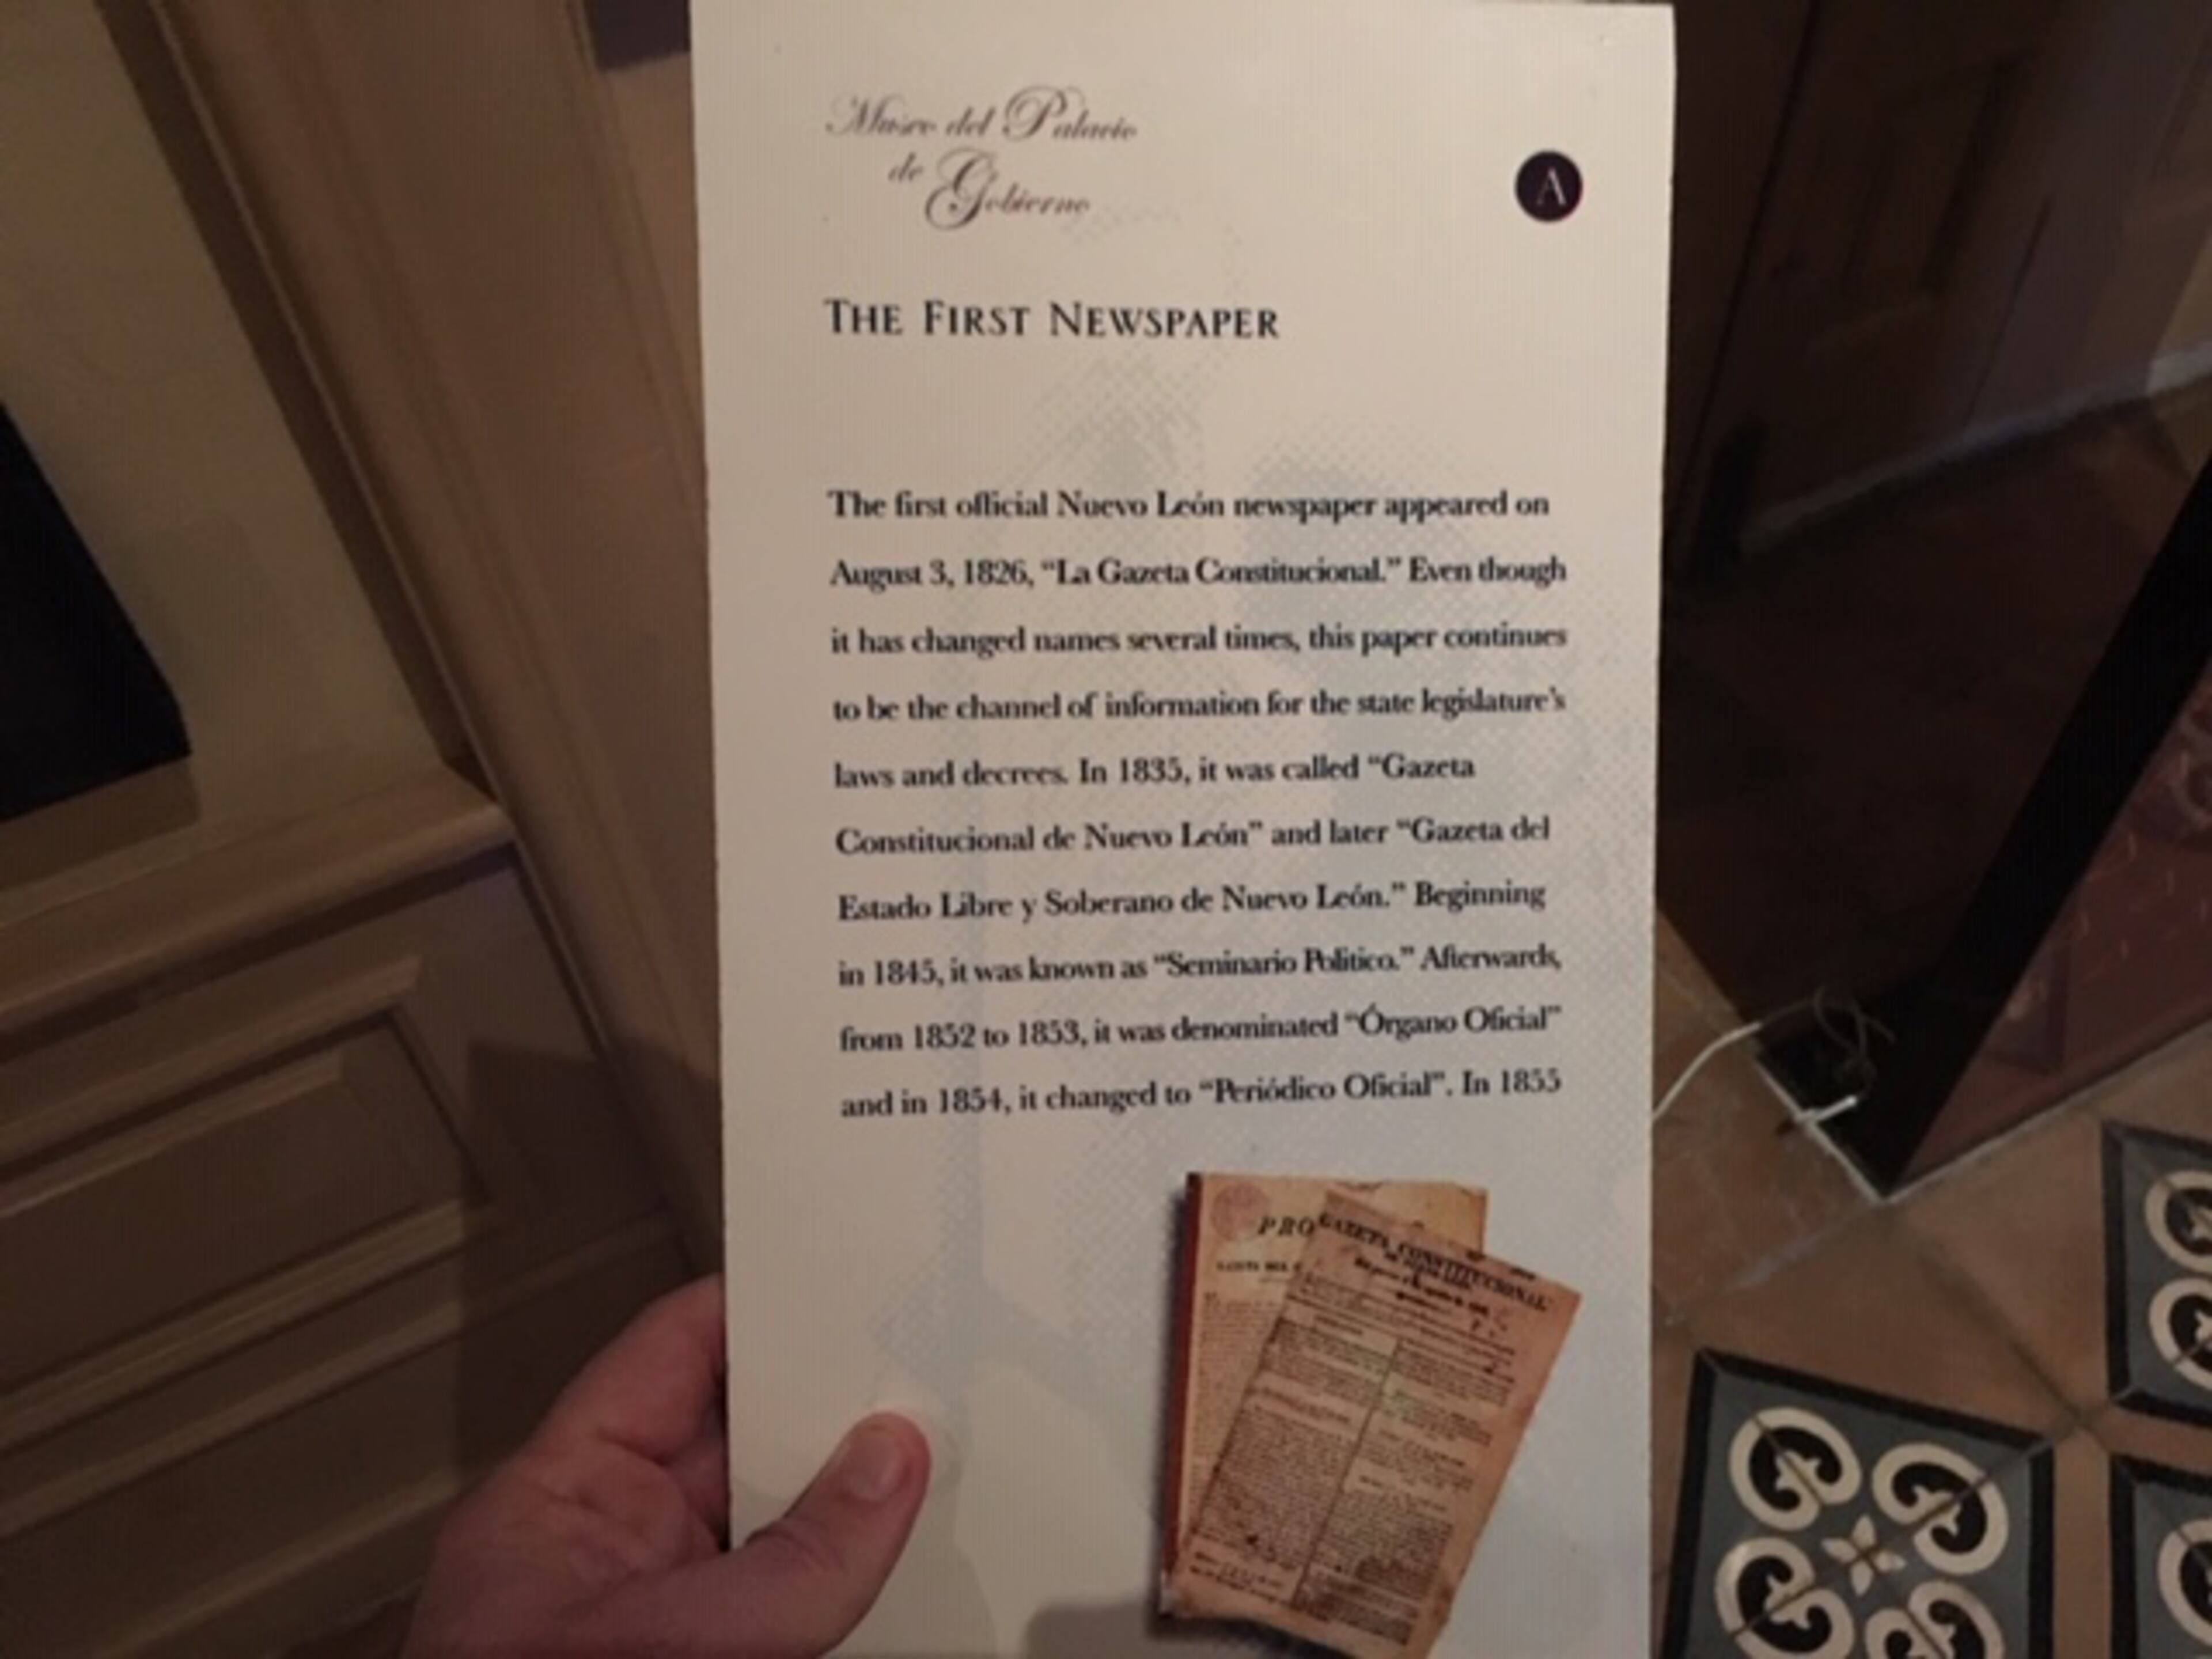 Museo del Palacio
de Gobierno
A
THE FIRST NEWSPAPER
The first official Nuevo León newspaper appeared on
August 3, 1826, “La Gazeta Constitucional.” Even though
it has changed names several times, this paper continues
to be the channel of information for the state legislature’s
laws and decrees. In 1835, it was called “Gazeta
Constitucional de Nuevo León” and later “Gazeta del
Estado Libre y Soberano de Nuevo León.” Beginning
in 1845, it was known as “Seminario Politico.” Afterwards,
from 1852 to 1853, it was denominated “Órgano Oficial”
and in 1854, it changed to “Periódico Oficial”. In 1855
PRO
GAZETA CONSTITUCIONAL